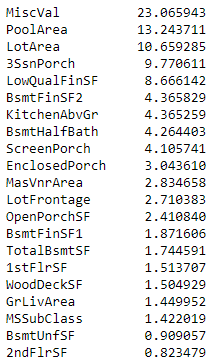 MiscVal 23.065943
PoolArea 13.243711
LotArea 10.659285
3SsnPorch 9.770611
LowQualFinSF 8.666142
BsmtFinSF2 4.365829
KitchenAbvGr 4.365259
BsmtHalfBath 4.264403
ScreenPorch 4.105741
EnclosedPorch 3.043610
MasVnrArea 2.834658
LotFrontage 2.710383
OpenPorchSF 2.410840
BsmtFinSF1 1.871606
TotalBsmtSF 1.744591
1stFlrSF 1.513707
WoodDeckSF 1.504929
GrLivArea 1.449952
MSSubClass 1.422019
BsmtUnfSF 0.909057
2ndFlrSF 0.823479